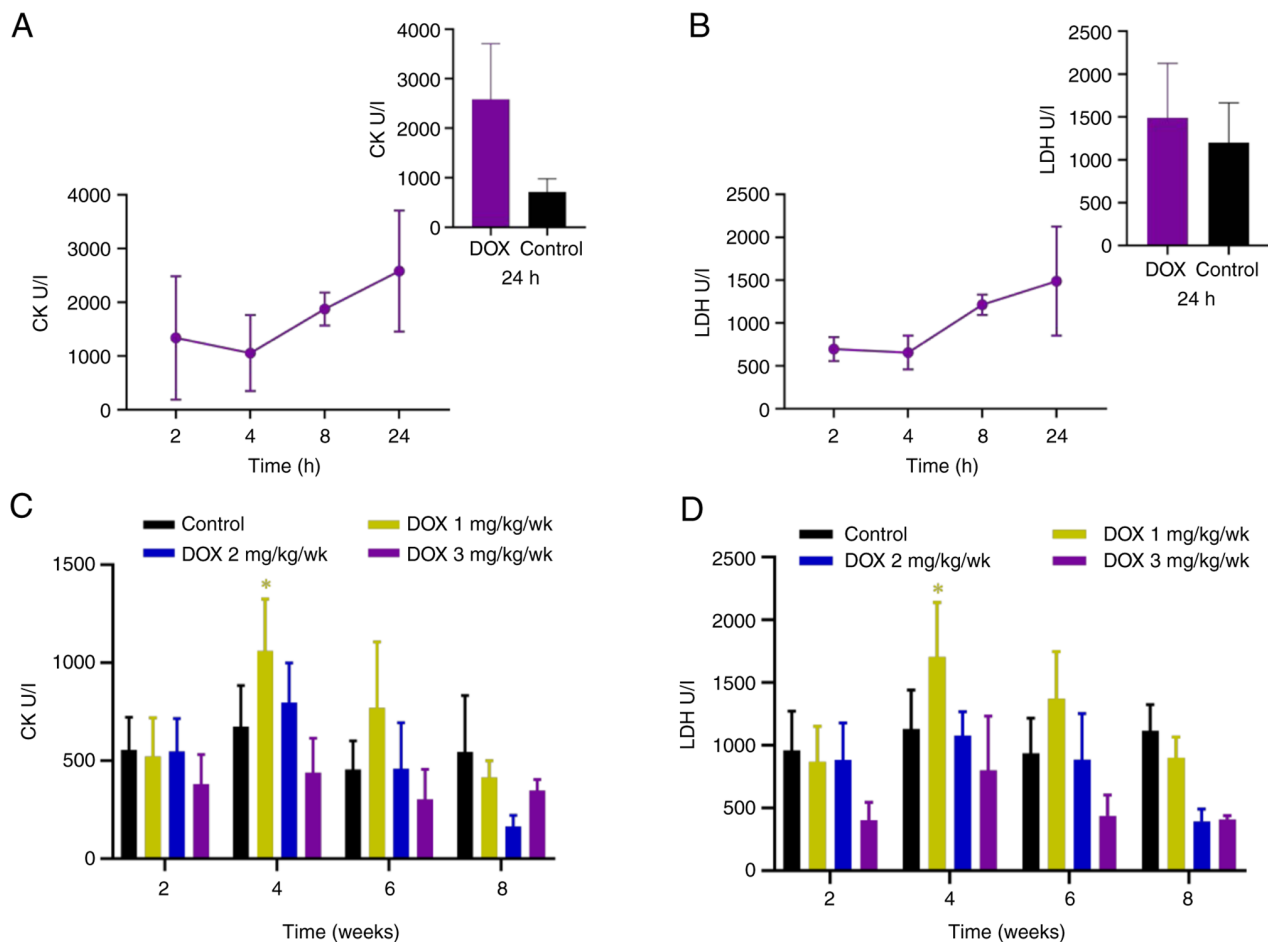 A
CK U/I
4000
3000
2000
1000
0
DOX Control
24 h
CK U/I
4000
3000
2000
1000
0
2 4 8 24
Time (h)
B
LDH U/I
2500
2000
1500
1000
500
0
DOX Control
24 h
LDH U/I
2500
2000
1500
1000
500
0
2 4 8 24
Time (h)
C
Control DOX 1 mg/kg/wk
DOX 2 mg/kg/wk DOX 3 mg/kg/wk
CK U/I
1500
1000
500
0
*
2 4 6 8
Time (weeks)
D
Control DOX 1 mg/kg/wk
DOX 2 mg/kg/wk DOX 3 mg/kg/wk
LDH U/I
2500
2000
1500
1000
500
0
*
2 4 6 8
Time (weeks)